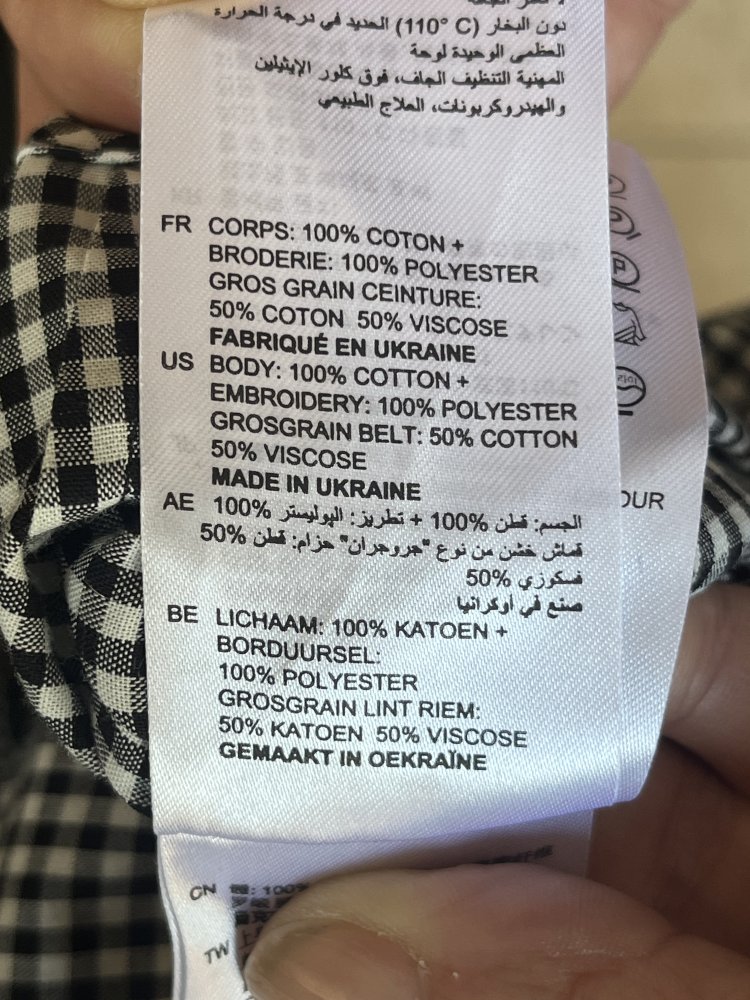 دون البخار (110° C) الحديد في درجة الحرارة
العظمى الوحيدة لوحة
المهنية التنظيف الجاف، فوق كلور الإيثيلين
والهيدروكربونات، العلاج الطبيعي
FR CORPS: 100% COTON +
BRODERIE: 100% POLYESTER
GROS GRAIN CEINTURE:
50% COTON 50% VISCOSE
FABRIQUÉ EN UKRAINE
US BODY: 100% COTTON +
EMBROIDERY: 100% POLYESTER
GROSGRAIN BELT: 50% COTTON
50% VISCOSE
MADE IN UKRAINE
AE الجسم: قطن 100% + تطريز: البوليستر 100%
قماش خشن من نوع "جروجران" حزام: قطن 50%
فسكوزي 50%
صنع في أوكرانيا
BE LICHAAM: 100% KATOEN +
BORDUURSEL:
100% POLYESTER
GROSGRAIN LINT RIEM:
50% KATOEN 50% VISCOSE
GEMAAKT IN OEKRAÏNE
OUR
CN
TW